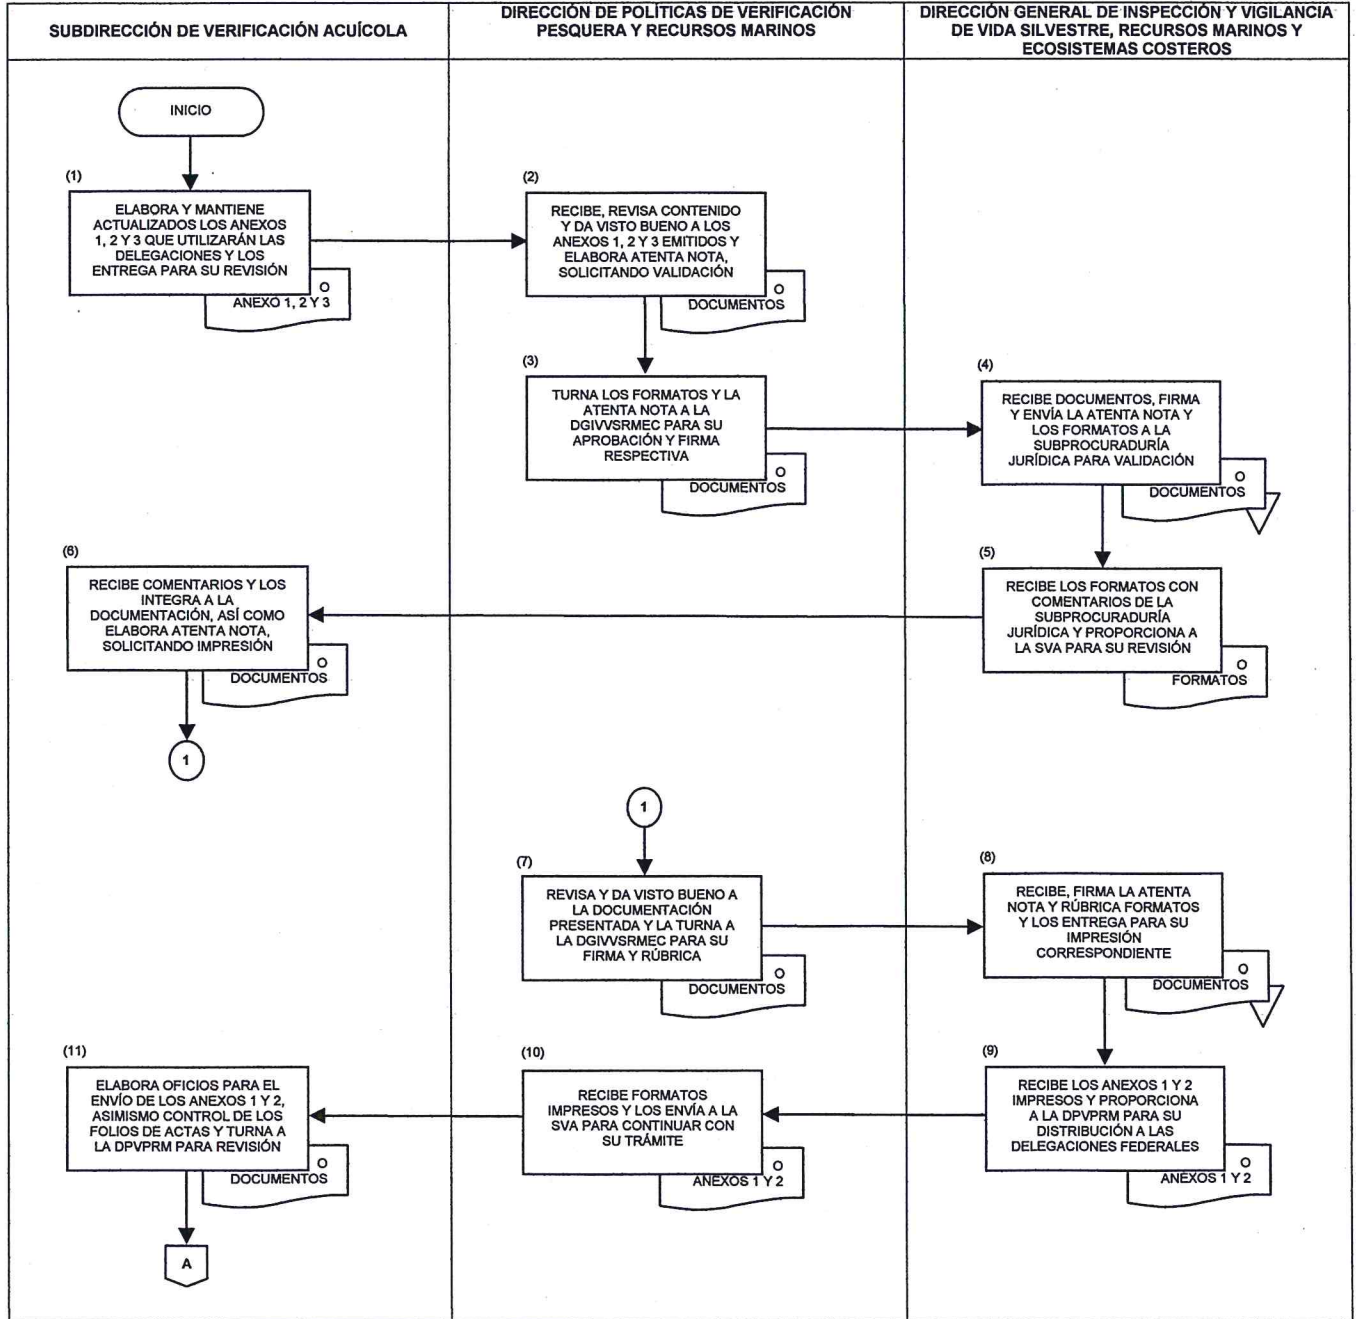 SUBDIRECCIÓN DE VERIFICACIÓN ACUÍCOLA
DIRECCIÓN DE POLÍTICAS DE VERIFICACIÓN
PESQUERA Y RECURSOS MARINOS
DIRECCIÓN GENERAL DE INSPECCIÓN Y VIGILANCIA
DE VIDA SILVESTRE, RECURSOS MARINOS Y
ECOSISTEMAS COSTEROS
INICIO
(1)
ELABORA Y MANTIENE
ACTUALIZADOS LOS ANEXOS
1, 2 Y 3 QUE UTILIZARÁN LAS
DELEGACIONES Y LOS
ENTREGA PARA SU REVISIÓN
O
ANEXO 1, 2 Y 3
(2)
RECIBE, REVISA CONTENIDO
Y DA VISTO BUENO A LOS
ANEXOS 1, 2 Y 3 EMITIDOS Y
ELABORA ATENTA NOTA,
SOLICITANDO VALIDACIÓN
O
DOCUMENTOS
(3)
TURNA LOS FORMATOS Y LA
ATENTA NOTA A LA
DGIVVSRMEC PARA SU
APROBACIÓN Y FIRMA
RESPECTIVA
O
DOCUMENTOS
(4)
RECIBE DOCUMENTOS, FIRMA
Y ENVÍA LA ATENTA NOTA Y
LOS FORMATOS A LA
SUBPROCURADURÍA
JURÍDICA PARA VALIDACIÓN
O
DOCUMENTOS
(5)
RECIBE LOS FORMATOS CON
COMENTARIOS DE LA
SUBPROCURADURÍA
JURÍDICA Y PROPORCIONA A
LA SVA PARA SU REVISIÓN
O
FORMATOS
(6)
RECIBE COMENTARIOS Y LOS
INTEGRA A LA
DOCUMENTACIÓN, ASÍ COMO
ELABORA ATENTA NOTA,
SOLICITANDO IMPRESIÓN
O
DOCUMENTOS
1
1
(7)
REVISA Y DA VISTO BUENO A
LA DOCUMENTACIÓN
PRESENTADA Y LA TURNA A
LA DGIVVSRMEC PARA SU
FIRMA Y RÚBRICA
O
DOCUMENTOS
(8)
RECIBE, FIRMA LA ATENTA
NOTA Y RÚBRICA FORMATOS
Y LOS ENTREGA PARA SU
IMPRESIÓN
CORRESPONDIENTE
O
DOCUMENTOS
(9)
RECIBE LOS ANEXOS 1 Y 2
IMPRESOS Y PROPORCIONA
A LA DPVPRM PARA SU
DISTRIBUCIÓN A LAS
DELEGACIONES FEDERALES
O
ANEXOS 1 Y 2
(10)
RECIBE FORMATOS
IMPRESOS Y LOS ENVÍA A LA
SVA PARA CONTINUAR CON
SU TRÁMITE
O
ANEXOS 1 Y 2
(11)
ELABORA OFICIOS PARA EL
ENVÍO DE LOS ANEXOS 1 Y 2,
ASIMISMO CONTROL DE LOS
FOLIOS DE ACTAS Y TURNA A
LA DPVPRM PARA REVISIÓN
O
DOCUMENTOS
A